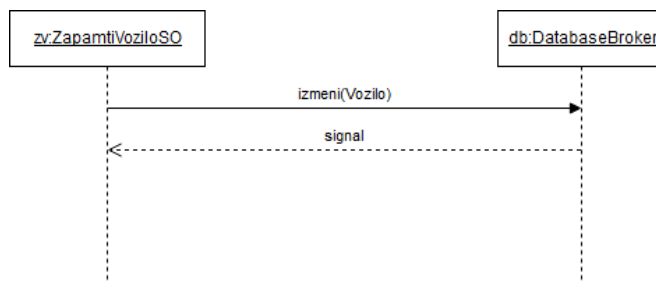 zv:ZapamtiVoziloSO
db:DatabaseBroker
izmeni(Vozilo)
signal